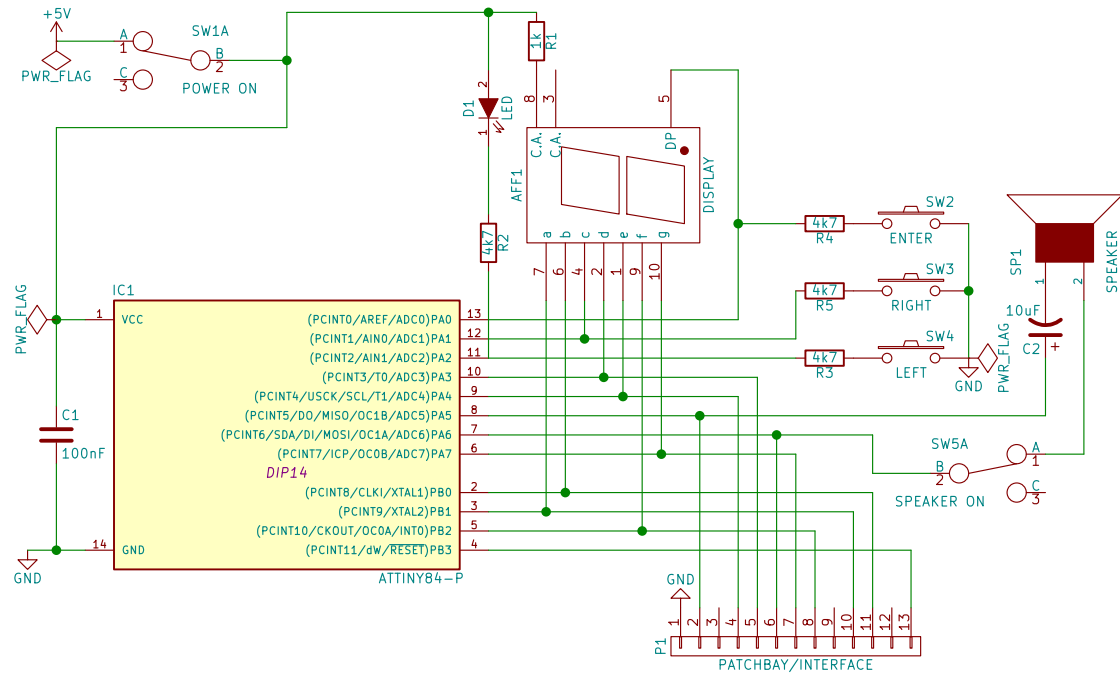 +5V
A
1
SW1A
B
2
PWR_FLAG
C
3
POWER ON
1k
R1
2
D1
LED
1
8
3
5
C.A.
C.A.
DP
AFF1
DISPLAY
a
b
c
d
e
f
g
7
6
4
2
1
9
10
4k7
R2
4k7
R4
SW2
ENTER
4k7
R5
SW3
RIGHT
4k7
R3
SW4
LEFT
GND
PWR_FLAG
SP1
SPEAKER
1
2
10uF
C2
+
PWR_FLAG
IC1
1
VCC
(PCINT0/AREF/ADC0)PA0
13
(PCINT1/AIN0/ADC1)PA1
12
(PCINT2/AIN1/ADC2)PA2
11
(PCINT3/T0/ADC3)PA3
10
(PCINT4/USCK/SCL/T1/ADC4)PA4
9
(PCINT5/DO/MISO/OC1B/ADC5)PA5
8
(PCINT6/SDA/DI/MOSI/OC1A/ADC6)PA6
7
(PCINT7/ICP/OC0B/ADC7)PA7
6
DIP14
(PCINT8/CLKI/XTAL1)PB0
2
(PCINT9/XTAL2)PB1
3
(PCINT10/CKOUT/OC0A/INT0)PB2
5
(PCINT11/dW/RESET)PB3
4
14
GND
ATTINY84-P
C1
100nF
GND
SW5A
A
1
B
2
C
3
SPEAKER ON
GND
P1
1
2
3
4
5
6
7
8
9
10
11
12
13
PATCHBAY/INTERFACE